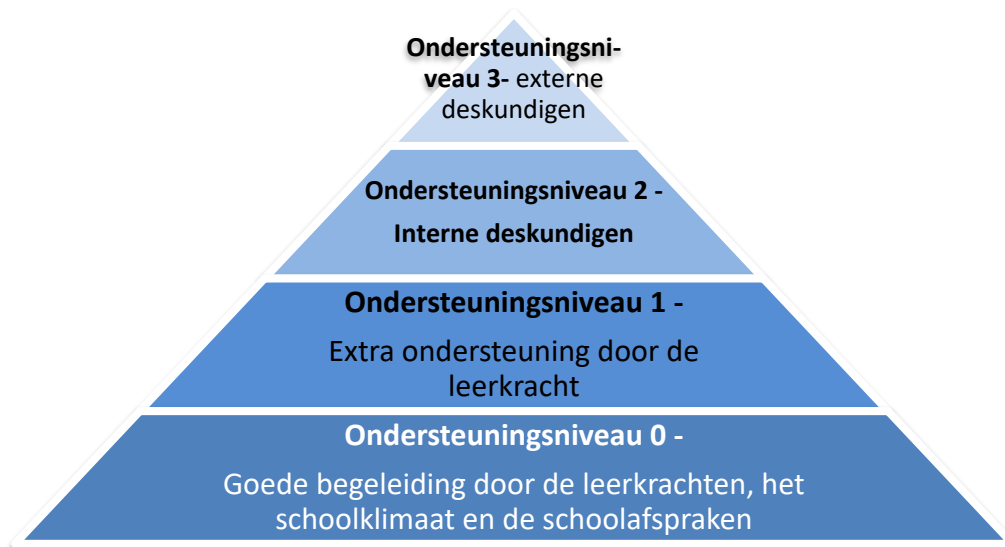 Ondersteuningsni-
veau 3- externe
deskundigen
Ondersteuningsniveau 2 -
Interne deskundigen
Ondersteuningsniveau 1 -
Extra ondersteuning door de
leerkracht
Ondersteuningsniveau 0 -
Goede begeleiding door de leerkrachten, het
schoolklimaat en de schoolafspraken